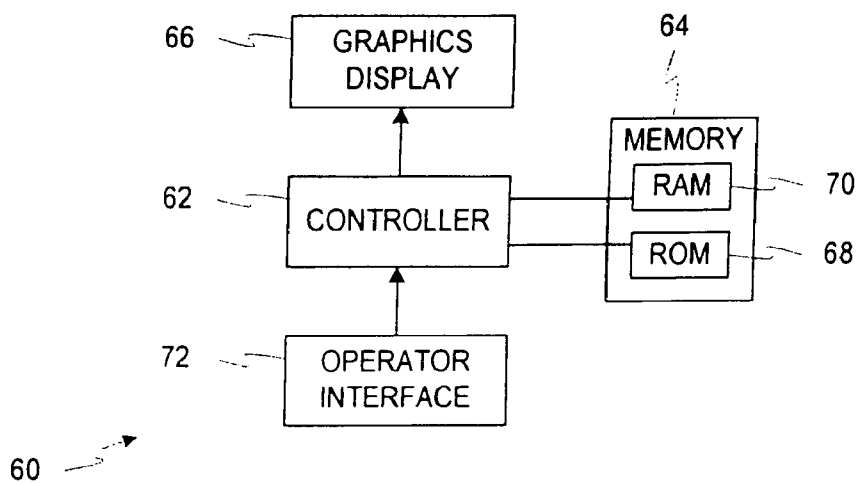 66
GRAPHICS
DISPLAY
64
MEMORY
RAM
70
62
CONTROLLER
ROM
68
72
OPERATOR
INTERFACE
60